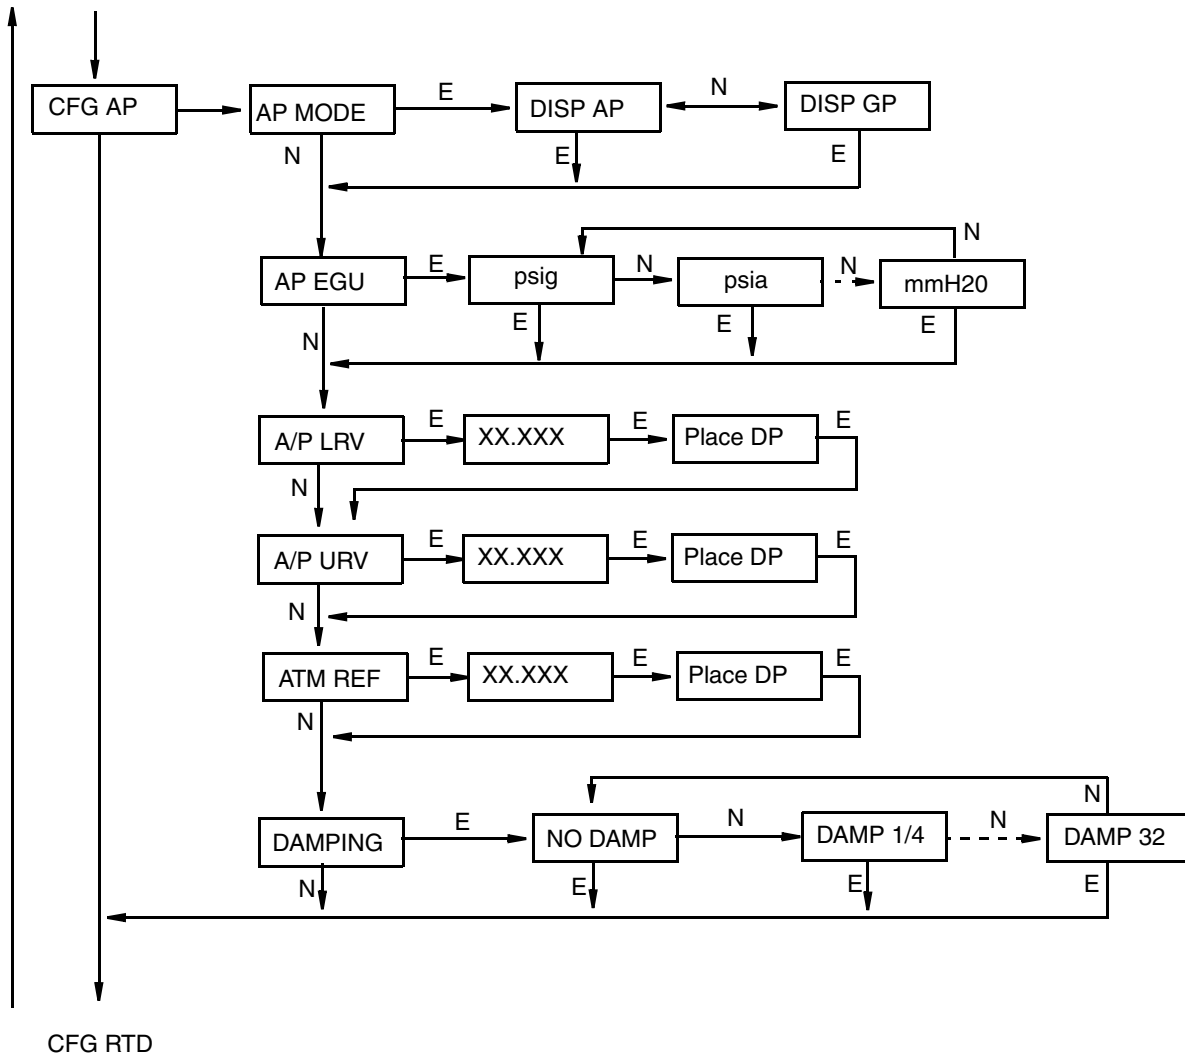 CFG AP
AP MODE
E
DISP AP
N
DISP GP
N
E
E
AP EGU
E
psig
N
psia
N
mmH20
N
N
E
E
E
A/P LRV
E
XX.XXX
E
Place DP
E
N
A/P URV
E
XX.XXX
E
Place DP
E
N
ATM REF
E
XX.XXX
E
Place DP
E
N
DAMPING
E
NO DAMP
N
DAMP 1/4
N
DAMP 32
N
N
E
E
E
CFG RTD